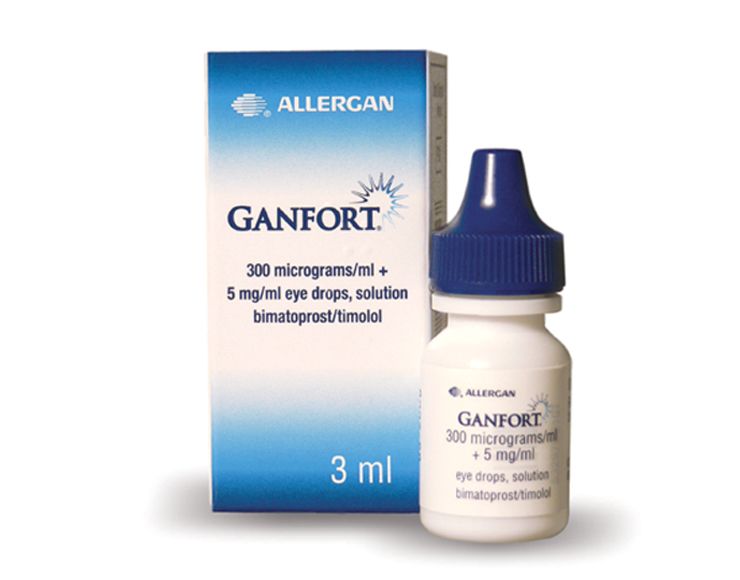 ALLERGAN
GANFORT®
300 micrograms/ml +
5 mg/ml eye drops, solution
bimatoprost/timolol
3 ml
ALLERGAN
GANFORT
300 micrograms/ml
+ 5 mg/ml
eye drops, solution
bimatoprost/timolol